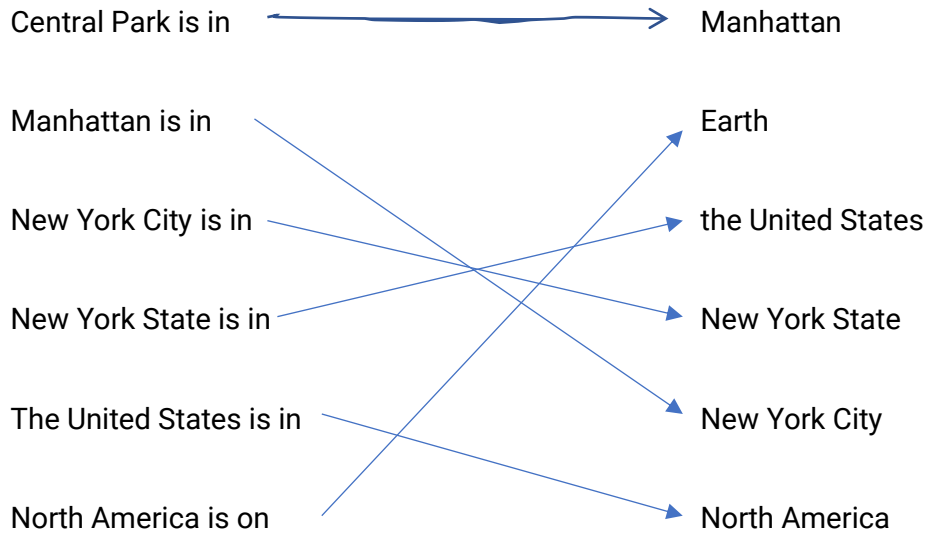 Central Park is in Manhattan
Manhattan is in Earth
New York City is in the United States
New York State is in New York State
The United States is in New York City
North America is on North America